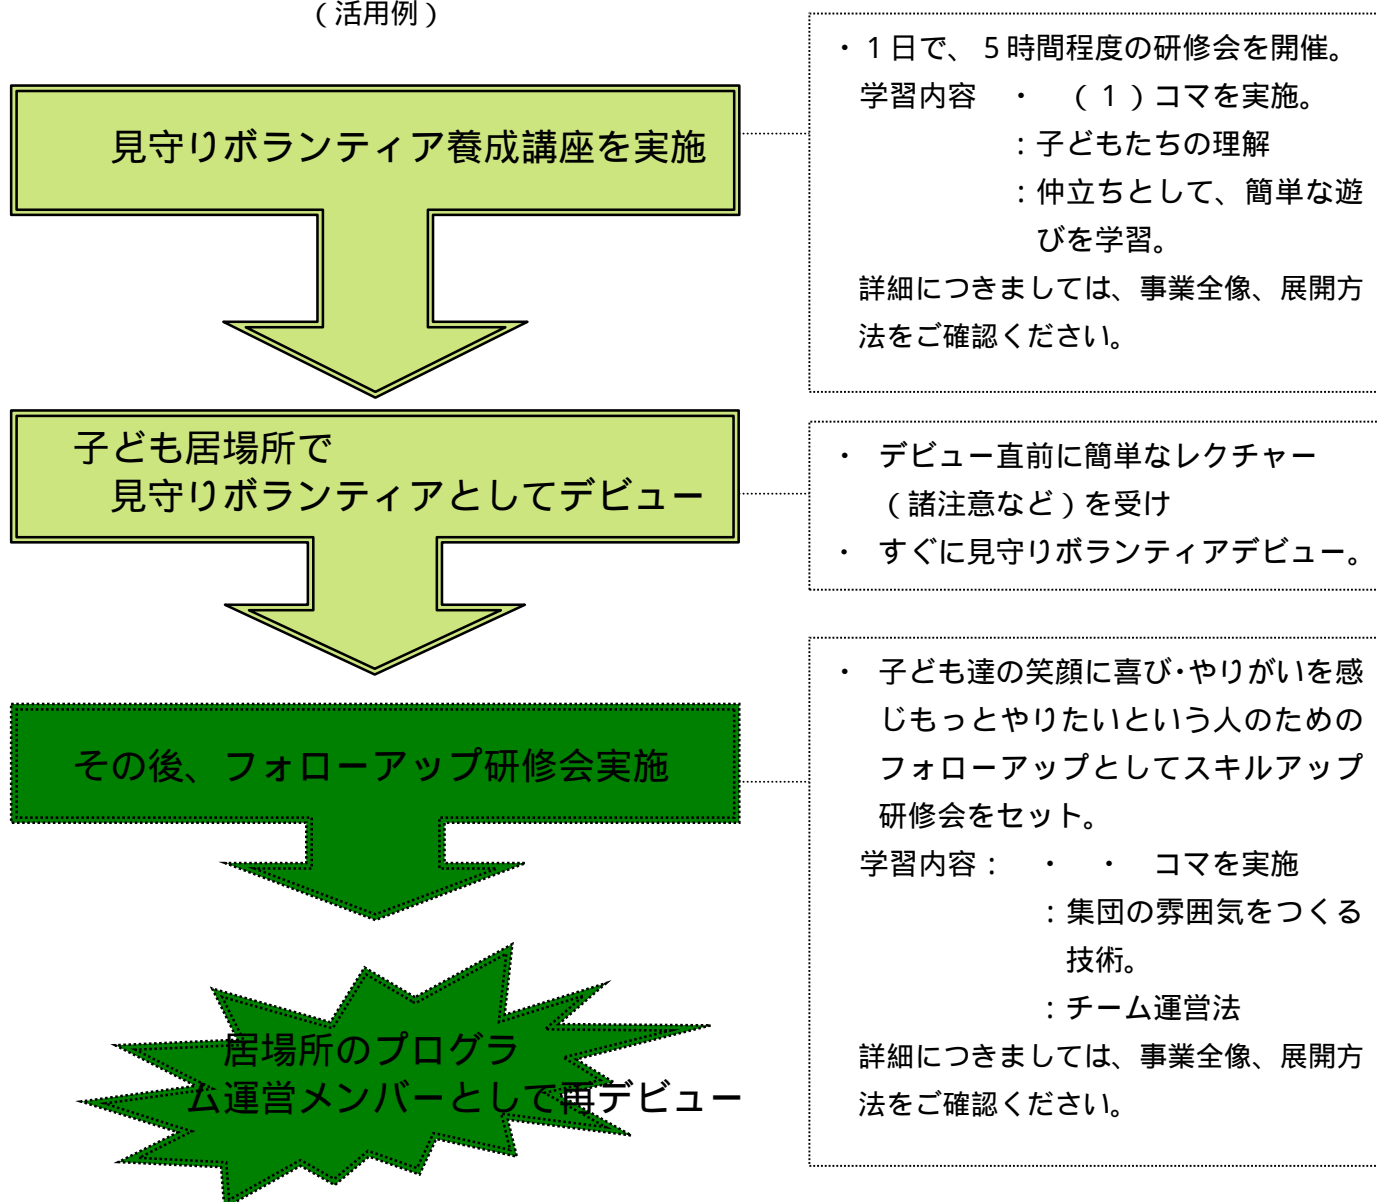 （活用例）
見守りボランティア養成講座を実施
・１日で、５時間程度の研修会を開催。
学習内容　・　（１）コマを実施。
：子どもたちの理解
：仲立ちとして、簡単な遊
びを学習。
詳細につきましては、事業全像、展開方
法をご確認ください。
子ども居場所で
見守りボランティアとしてデビュー
・　デビュー直前に簡単なレクチャー
（諸注意など）を受け
・　すぐに見守りボランティアデビュー。
その後、フォローアップ研修会実施
・　子ども達の笑顔に喜び･やりがいを感
じもっとやりたいという人のための
フォローアップとしてスキルアップ
研修会をセット。
学習内容：　・　・　コマを実施
：集団の雰囲気をつくる
技術。
：チーム運営法
詳細につきましては、事業全像、展開方
法をご確認ください。
居場所のプログラ
ム運営メンバーとして再デビュー